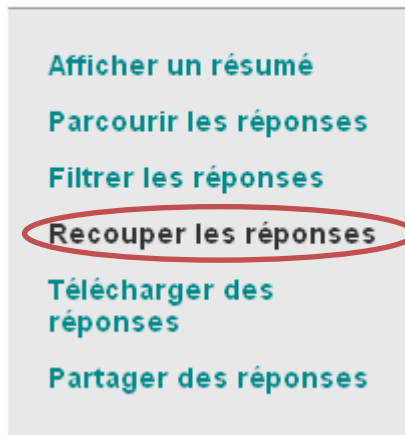 Afficher un résumé
Parcourir les réponses
Filtrer les réponses
Recouper les réponses
Télécharger des
réponses
Partager des réponses